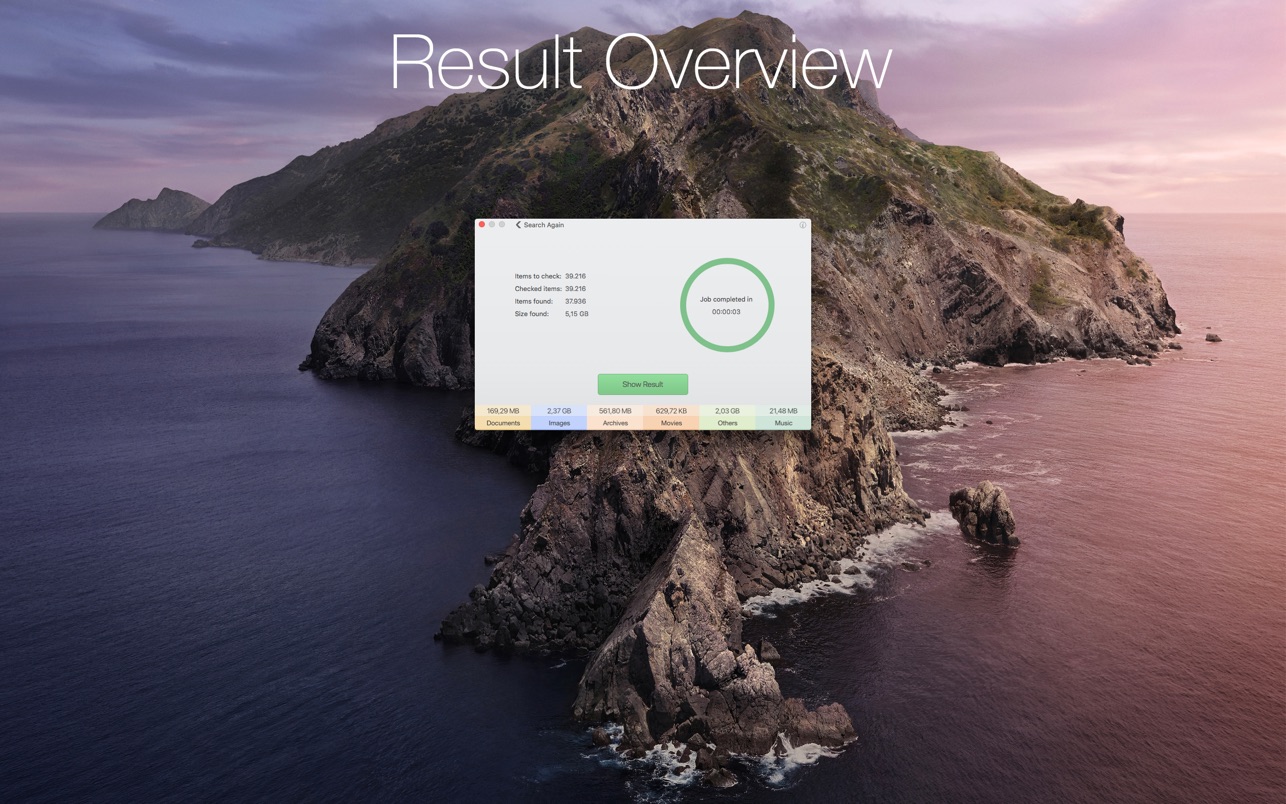 Result Overview
Search Again
Items to check: 39.216
Checked items: 39.216
Items found: 37.936
Size found: 5,15 GB
Job completed in
00:00:03
Show Result
169,29 MB 2,37 GB 561,80 MB 629,72 KB 2,03 GB 21,48 MB
Documents Images Archives Movies Others Music